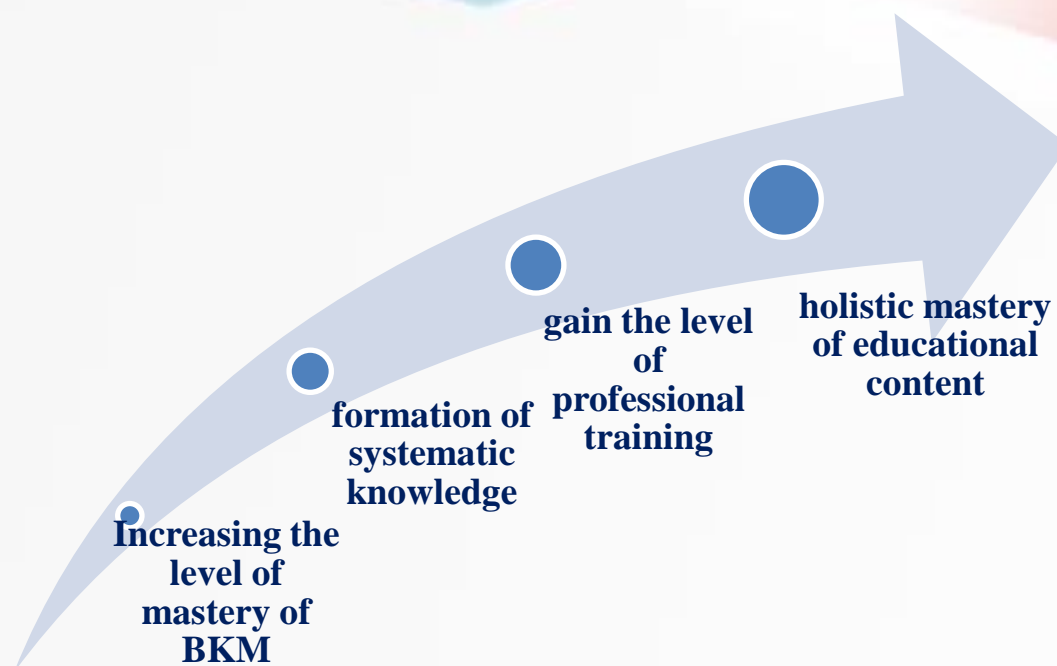 Increasing the
level of
mastery of
BKM
formation of
systematic
knowledge
gain the level
of
professional
training
holistic mastery
of educational
content